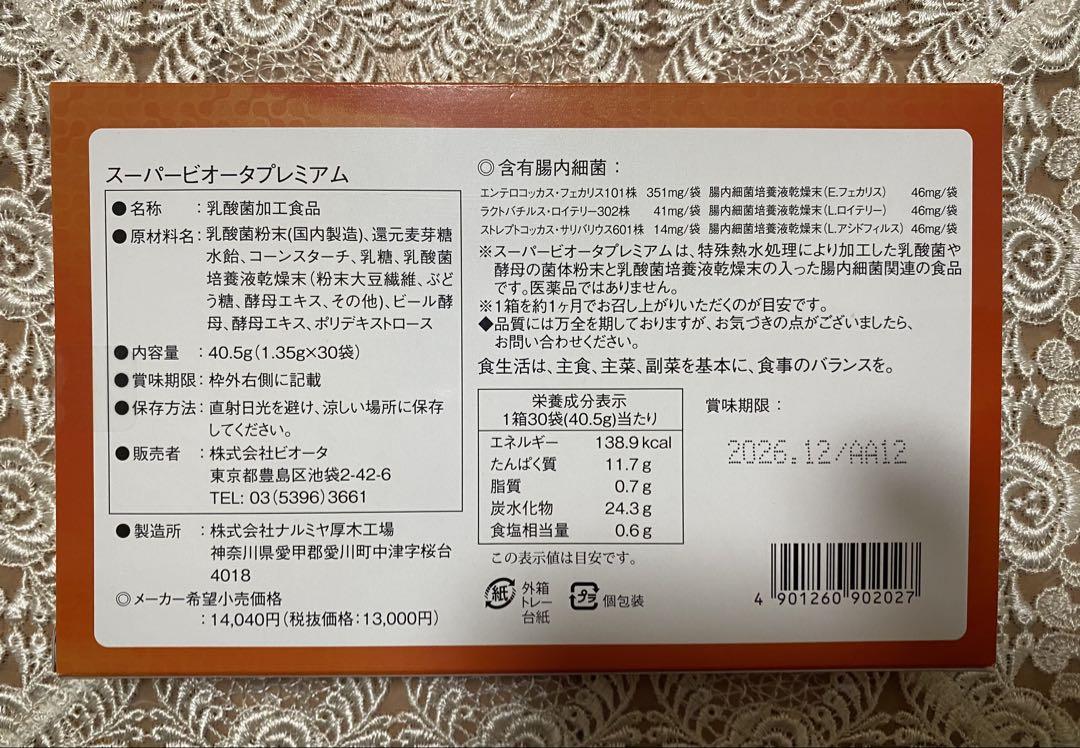 スーパービオータプレミアム
●名称 :乳酸菌加工食品
●原材料名:乳酸菌粉末(国内製造)、還元麦芽糖
水飴、コーンスターチ、乳糖、乳酸菌
培養液乾燥末(粉末大豆繊維、ぶど
う糖、酵母エキス、その他)、ビール酵
母、酵母エキス、ポリデキストロース
●内容量 :40.5g(1.35g×30袋)
●賞味期限:枠外右側に記載
●保存方法:直射日光を避け、涼しい場所に保存
してください。
●販売者 :株式会社ビオータ
東京都豊島区池袋2-42-6
TEL: 03(5396)3661
●製造所 :株式会社ナルミヤ厚木工場
神奈川県愛甲郡愛川町中津字桜台
4018
◎メーカー希望小売価格
:14,040円(税抜価格:13,000円)
◎含有腸内細菌:
エンテロコッカス・フェカリス101株 351mg/袋 腸内細菌培養液乾燥末(E.フェカリス) 46mg/袋
ラクトバチルス・ロイテリー302株 41mg/袋 腸内細菌培養液乾燥末(L.ロイテリー) 46mg/袋
ストレプトコッカス・サリバリウス601株 14mg/袋 腸内細菌培養液乾燥末(L.アシドフィルス) 46mg/袋
※スーパービオータプレミアムは、特殊熱水処理により加工した乳酸菌や
酵母の菌体粉末と乳酸菌培養液乾燥末の入った腸内細菌関連の食品
です。医薬品ではありません。
※1箱を約1ヶ月でお召し上がりいただくのが目安です。
◆品質には万全を期しておりますが、お気づきの点がございましたら、
お問い合わせください。
食生活は、主食、主菜、副菜を基本に、食事のバランスを。
栄養成分表示
1箱30袋(40.5g)当たり
エネルギー 138.9kcal
たんぱく質 11.7g
脂質 0.7g
炭水化物 24.3g
食塩相当量 0.6g
この表示値は目安です。
賞味期限:
2026.12/AA12
紙 外箱
トレー
台紙
プラ 個包装
4 901260 902027